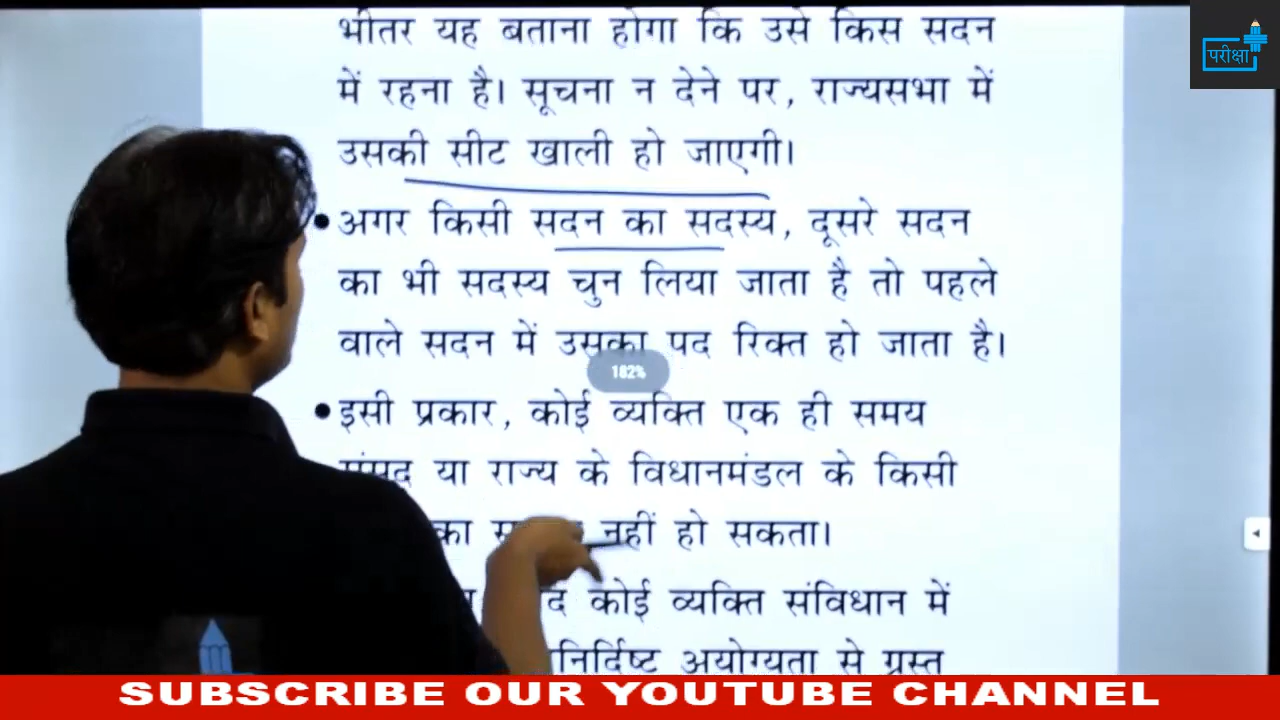 भीतर यह बताना होगा कि उसे किस सदन
परीक्षा
में रहना है। सूचना न देने पर, राज्यसभा में
उसकी सीट खाली हो जाएगी।
•अगर किसी सदन का सदस्य, दूसरे सदन
का भी सदस्य चुन लिया जाता है तो पहले
वाले सदन में उसका पद रिक्त हो जाता है।
182%
•इसी प्रकार, कोई व्यक्ति एक ही समय
या राज्य के विधानमंडल के किसी
का नहीं हो सकता।
कोई व्यक्ति संविधान में
निर्दिष्ट अयोग्यता से ग्रस्त
SUBSCRIBE OUR YOUTUBE CHANNEL